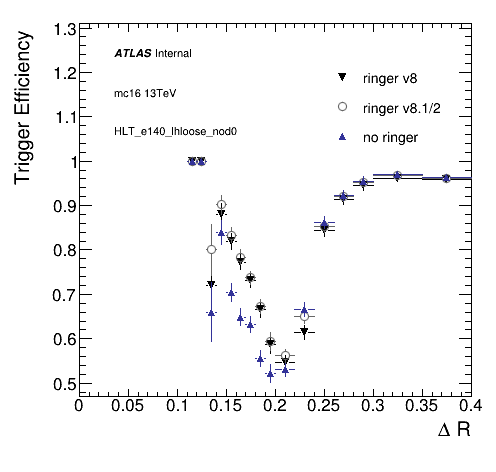 Trigger Efficiency
1.3
1.2
1.1
1
0.9
0.8
0.7
0.6
0.5
ATLAS Internal
mc16 13TeV
HLT_e140_lhloose_nod0
ringer v8
ringer v8.1/2
no ringer
0 0.05 0.1 0.15 0.2 0.25 0.3 0.35 0.4
Δ R